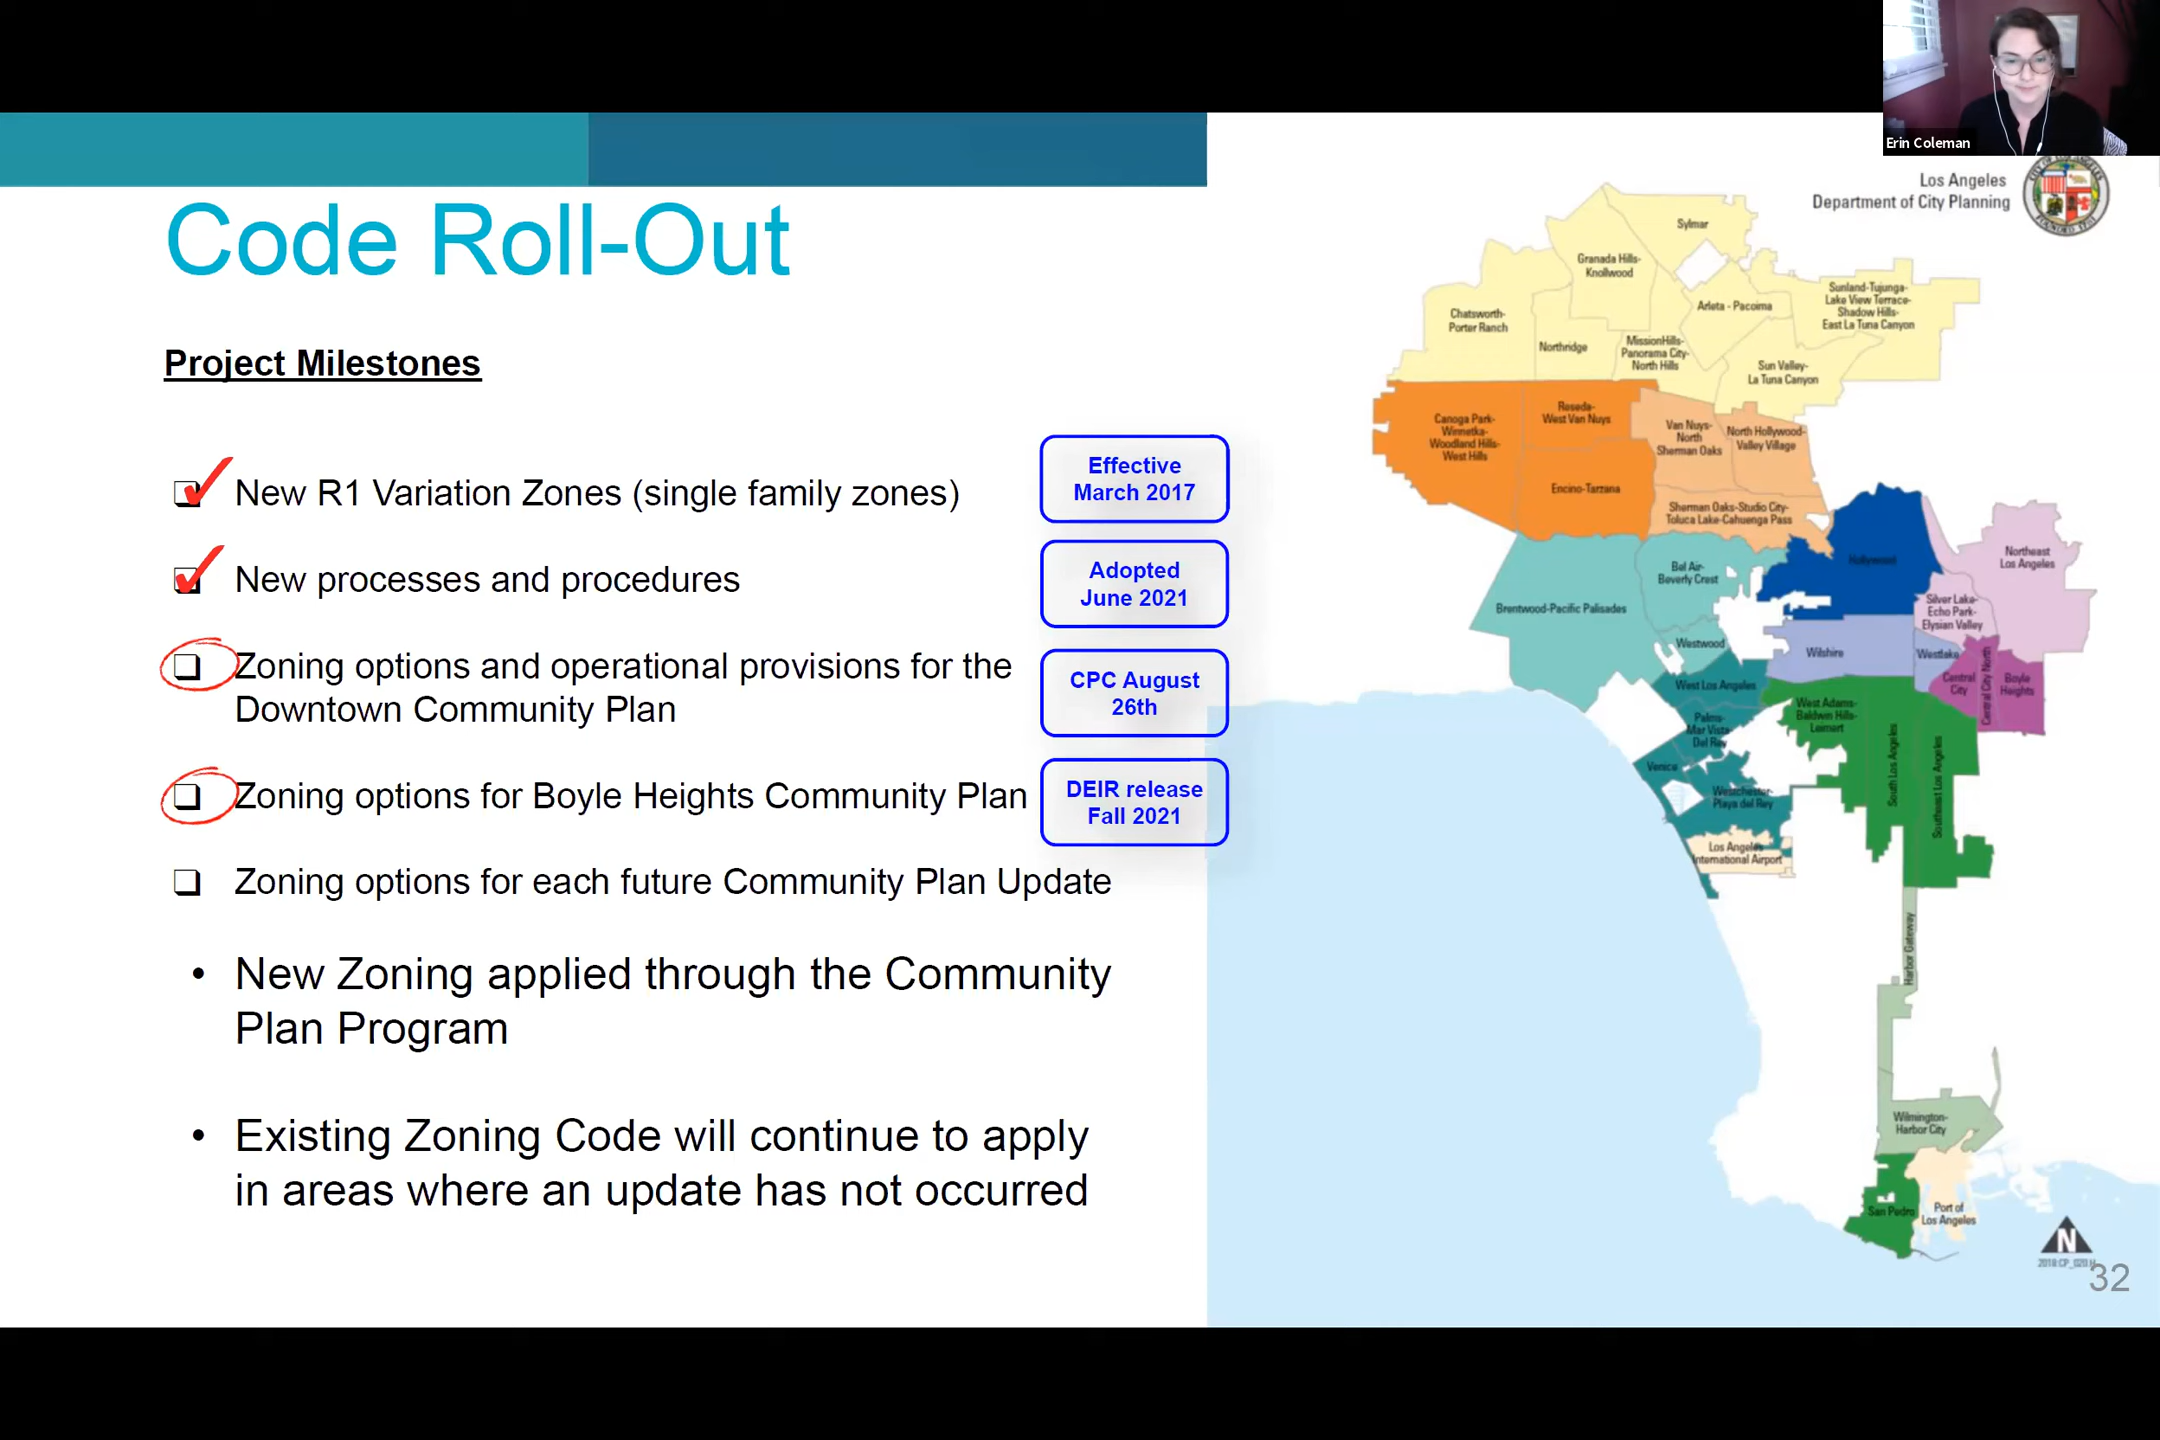 Erin Coleman
Los Angeles
Department of City Planning
Code Roll-Out
Project Milestones
New R1 Variation Zones (single family zones)
Effective
March 2017
New processes and procedures
Adopted
June 2021
Zoning options and operational provisions for the
Downtown Community Plan
CPC August
26th
Zoning options for Boyle Heights Community Plan
DEIR release
Fall 2021
Zoning options for each future Community Plan Update
• New Zoning applied through the Community
Plan Program
• Existing Zoning Code will continue to apply
in areas where an update has not occurred
Sylmar
Granada Hills-
Knollwood
Chatsworth-
Porter Ranch
Northridge
Arleta - Pacoima
Sunland-Tujunga-
Lake View Terrace-
Shadow Hills-
East La Tuna Canyon
MissionHills-
Panorama City-
North Hills
Sun Valley-
La Tuna Canyon
Canoga Park-
Winnetka-
Woodland Hills-
West Hills
Reseda-
West Van Nuys
Van Nuys-
North
Sherman Oaks
North Hollywood-
Valley Village
Encino-Tarzana
Sherman Oaks-Studio City-
Toluca Lake-Cahuenga Pass
Hollywood
Northeast
Los Angeles
Bel Air-
Beverly Crest
Brentwood-Pacific Palisades
Silver Lake-
Echo Park-
Elysian Valley
Westwood
Wilshire
Westlake
Central
City
Central City North
Boyle
Heights
West Los Angeles
West Adams-
Baldwin Hills-
Leimert
Palms-
Mar Vista-
Del Rey
Venice
South Los Angeles
Southeast Los Angeles
Westchester-
Playa del Rey
Los Angeles
International Airport
Harbor Gateway
Wilmington-
Harbor City
San Pedro
Port of
Los Angeles
N
32